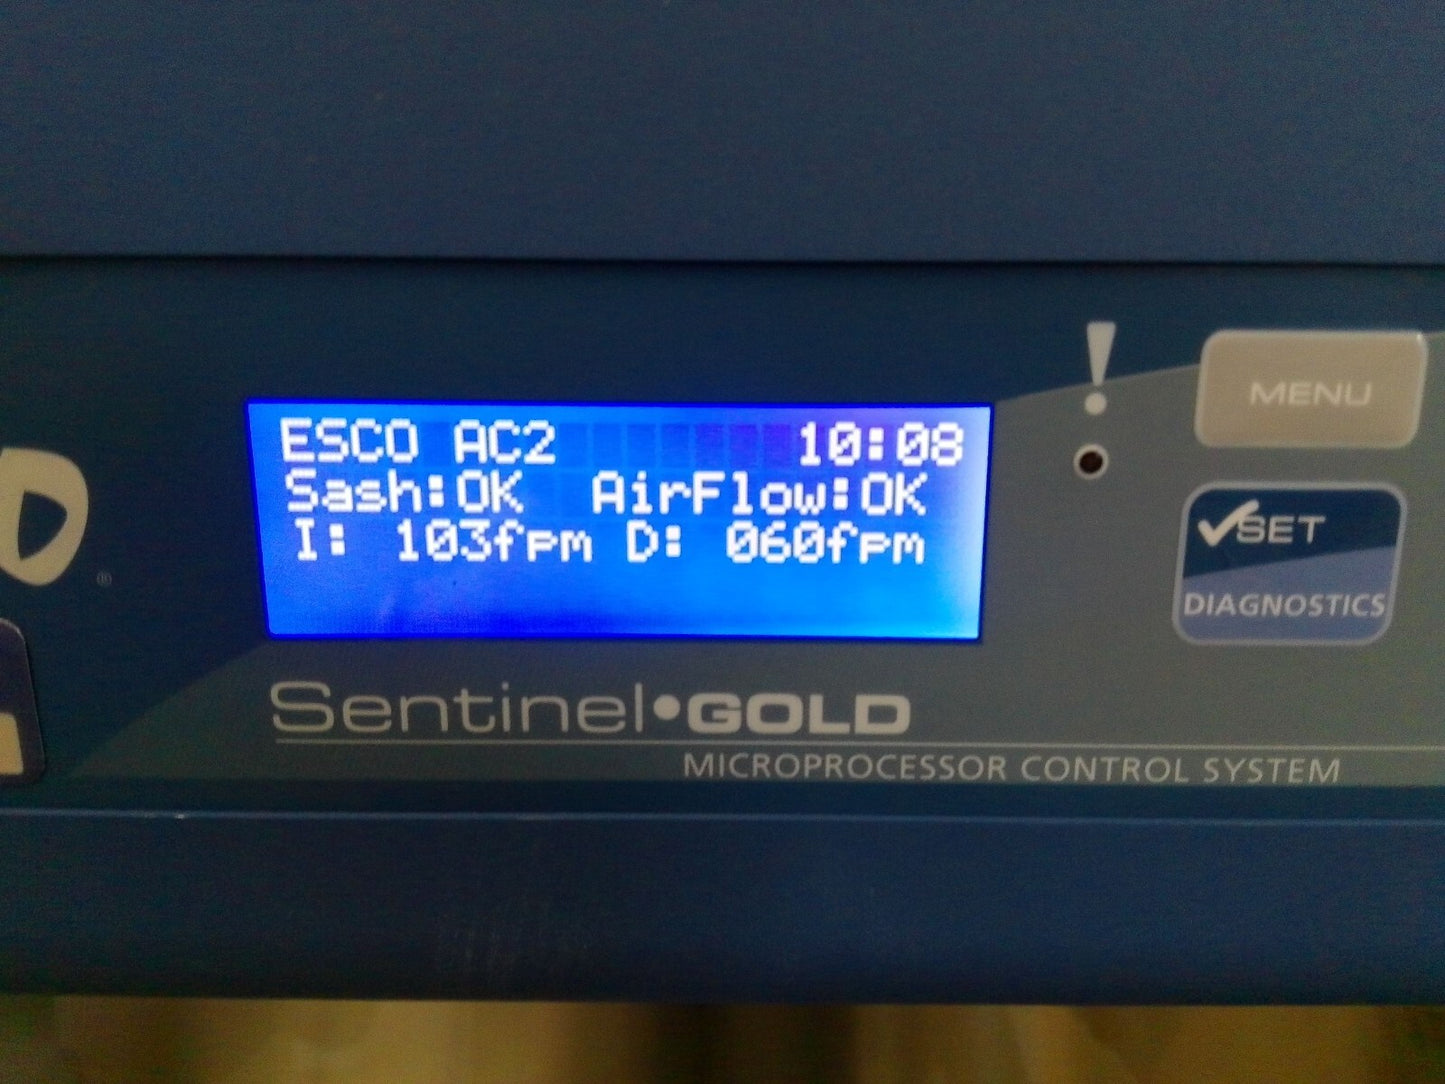 ESCO AC2 10:08
Sash:OK AirFlow:OK
I: 103fpm D: 060fpm
!
MENU
SET
DIAGNOSTICS
®
Sentinel•GOLD
MICROPROCESSOR CONTROL SYSTEM